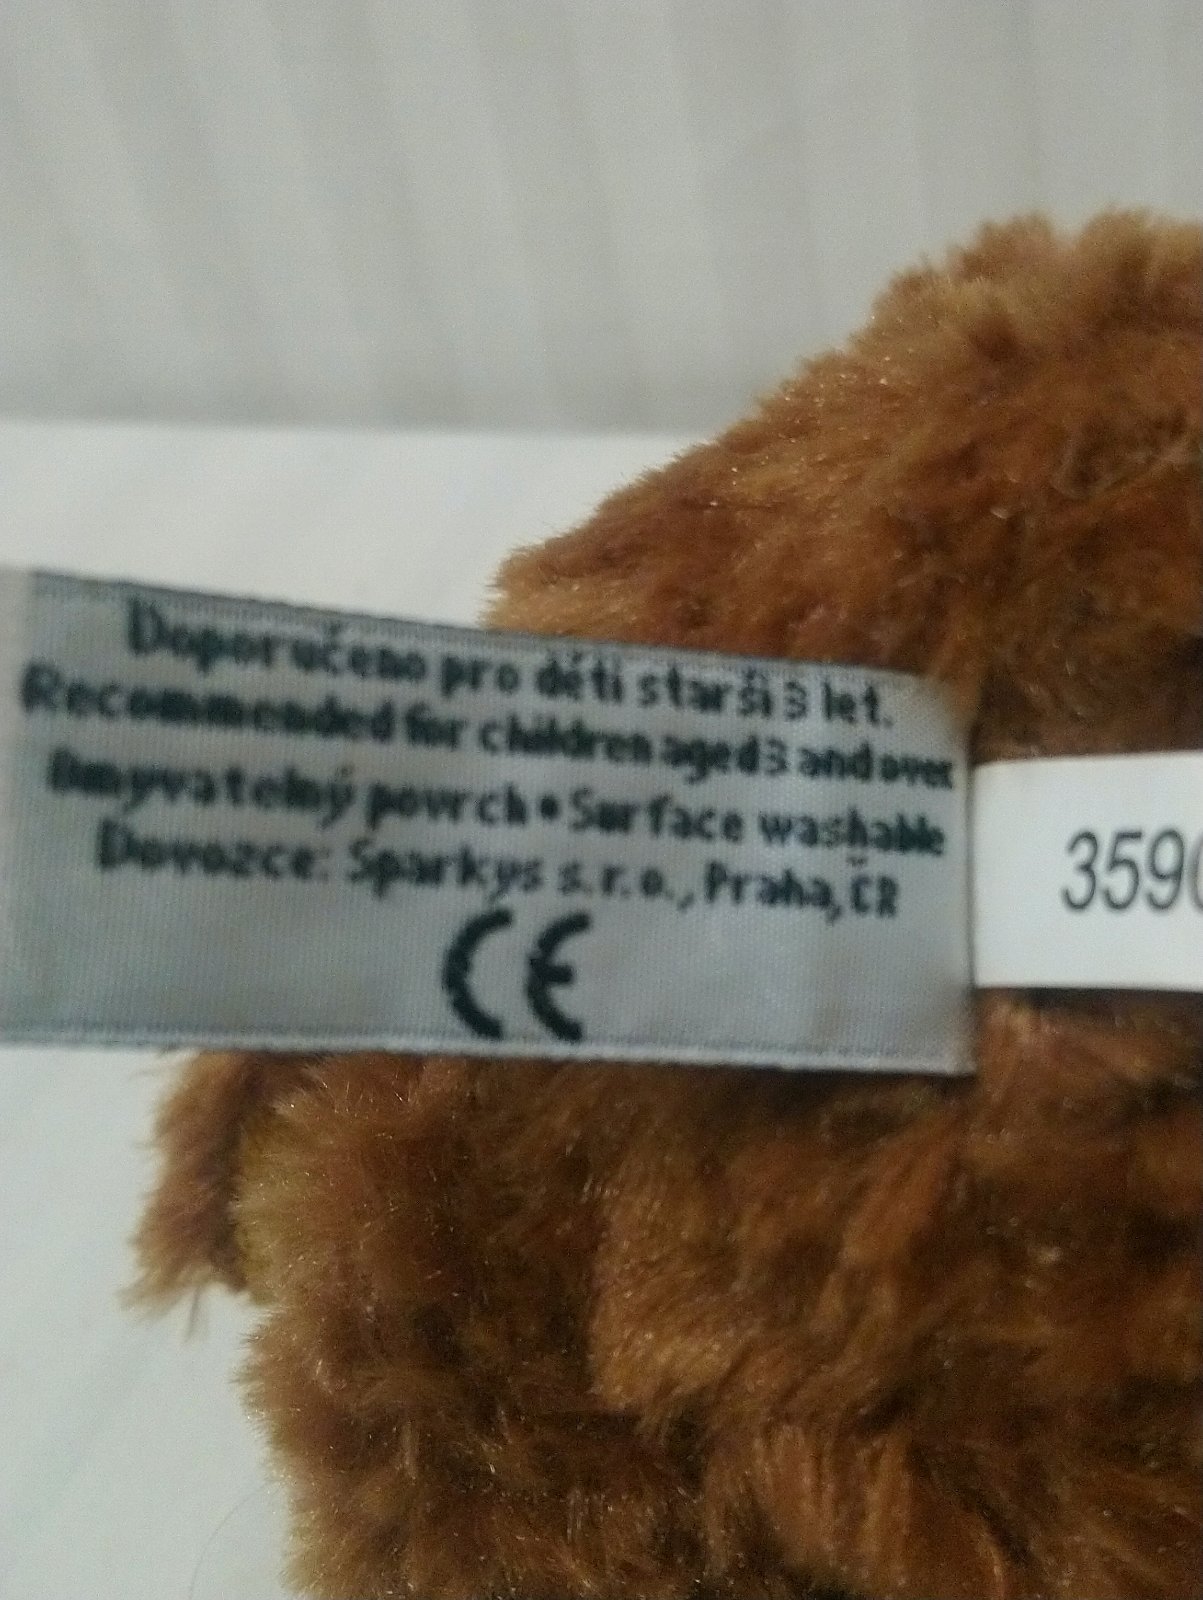 Doporučeno pro děti starší 3 let.
Recommended for children aged 3 and over
Omyvatelný povrch • Surface washable
Dovozce: Sparkys s.r.o., Praha, ČR
CE
3590